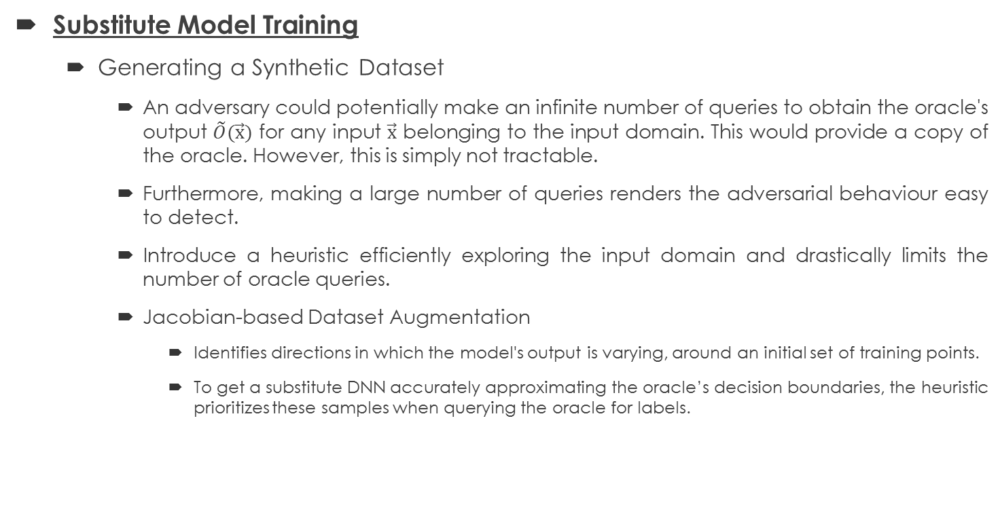 Substitute Model Training
Generating a Synthetic Dataset
An adversary could potentially make an infinite number of queries to obtain the oracle's
output Õ(x⃗) for any input x⃗ belonging to the input domain. This would provide a copy of
the oracle. However, this is simply not tractable.
Furthermore, making a large number of queries renders the adversarial behaviour easy
to detect.
Introduce a heuristic efficiently exploring the input domain and drastically limits the
number of oracle queries.
Jacobian-based Dataset Augmentation
Identifies directions in which the model's output is varying, around an initial set of training points.
To get a substitute DNN accurately approximating the oracle’s decision boundaries, the heuristic
prioritizes these samples when querying the oracle for labels.